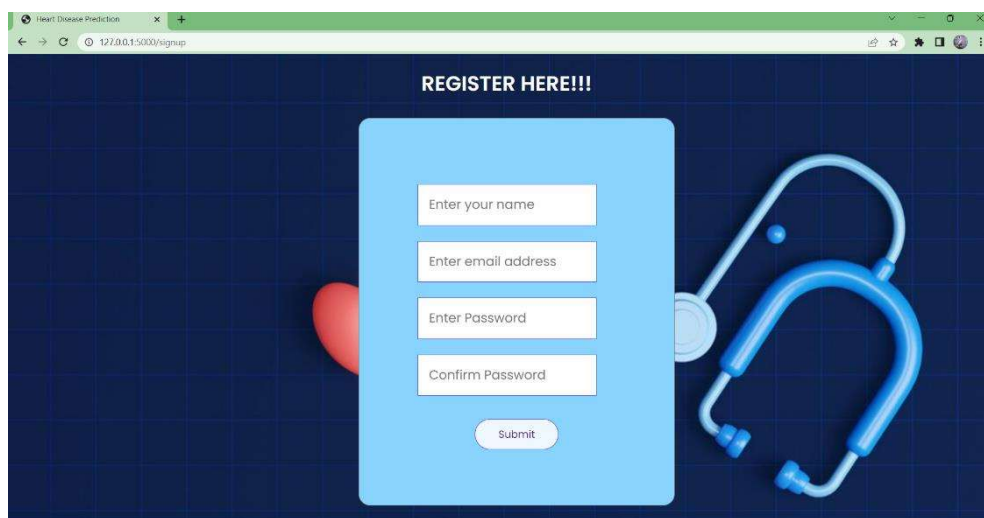 Heart Disease Prediction
127.0.0.1:5000/signup
REGISTER HERE!!!
Enter your name
Enter email address
Enter Password
Confirm Password
Submit